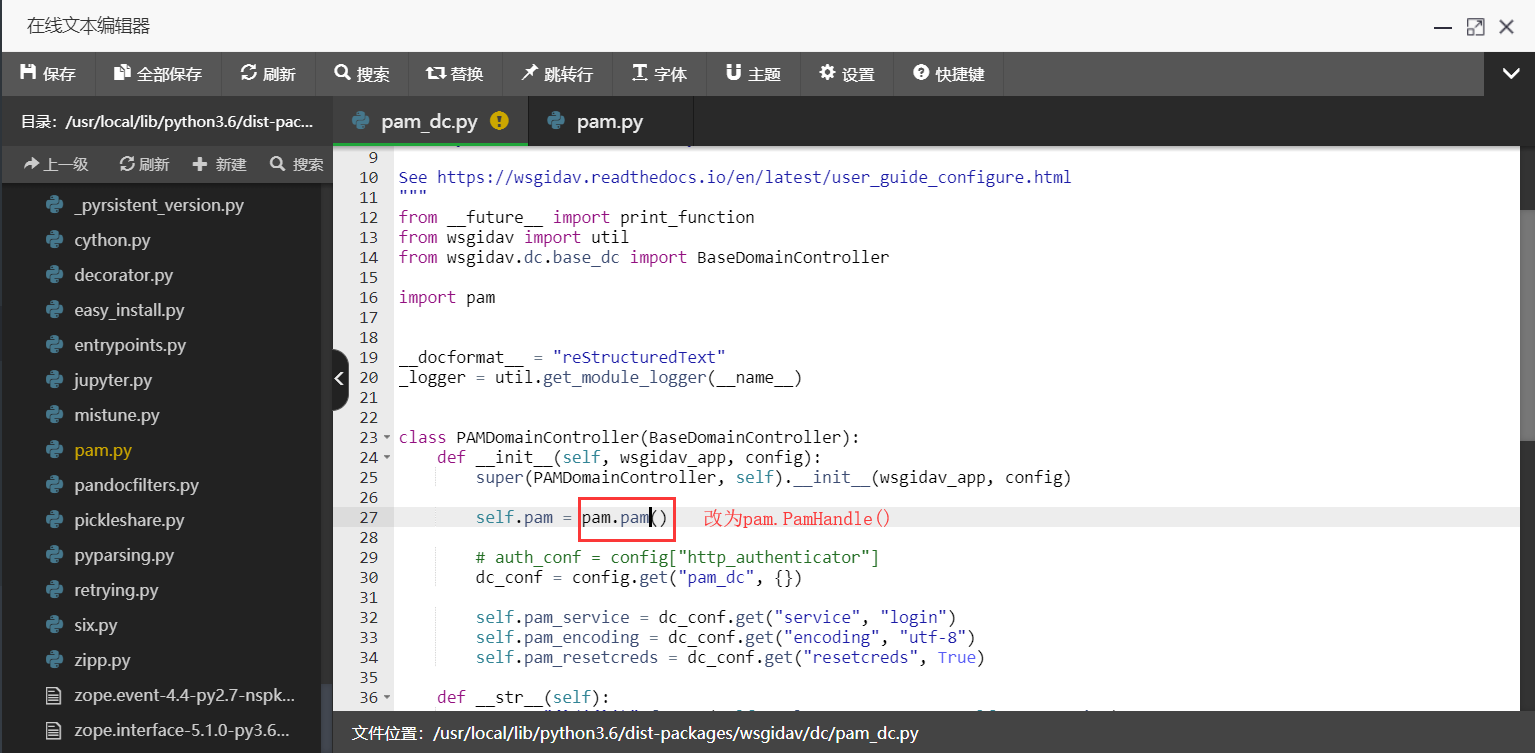 在线文本编辑器
保存 全部保存 刷新 搜索 替换 跳转行 字体 主题 设置 快捷键
目录：/usr/local/lib/python3.6/dist-pac...
上一级 刷新 新建 搜索
_pyrsistent_version.py
cython.py
decorator.py
easy_install.py
entrypoints.py
jupyter.py
mistune.py
pam.py
pandocfilters.py
pickleshare.py
pyparsing.py
retrying.py
six.py
zipp.py
zope.event-4.4-py2.7-nspk...
zope.interface-5.1.0-py3.6...
pam_dc.py pam.py
9
10 See https://wsgidav.readthedocs.io/en/latest/user_guide_configure.html
11 """
12 from __future__ import print_function
13 from wsgidav import util
14 from wsgidav.dc.base_dc import BaseDomainController
15
16 import pam
17
18
19 __docformat__ = "reStructuredText"
20 _logger = util.get_module_logger(__name__)
21
22
23 class PAMDomainController(BaseDomainController):
24 def __init__(self, wsgidav_app, config):
25 super(PAMDomainController, self).__init__(wsgidav_app, config)
26
27 self.pam = pam.pam() 改为pam.PamHandle()
28
29 # auth_conf = config["http_authenticator"]
30 dc_conf = config.get("pam_dc", {})
31
32 self.pam_service = dc_conf.get("service", "login")
33 self.pam_encoding = dc_conf.get("encoding", "utf-8")
34 self.pam_resetcreds = dc_conf.get("resetcreds", True)
35
36 def __str__(self):
文件位置：/usr/local/lib/python3.6/dist-packages/wsgidav/dc/pam_dc.py